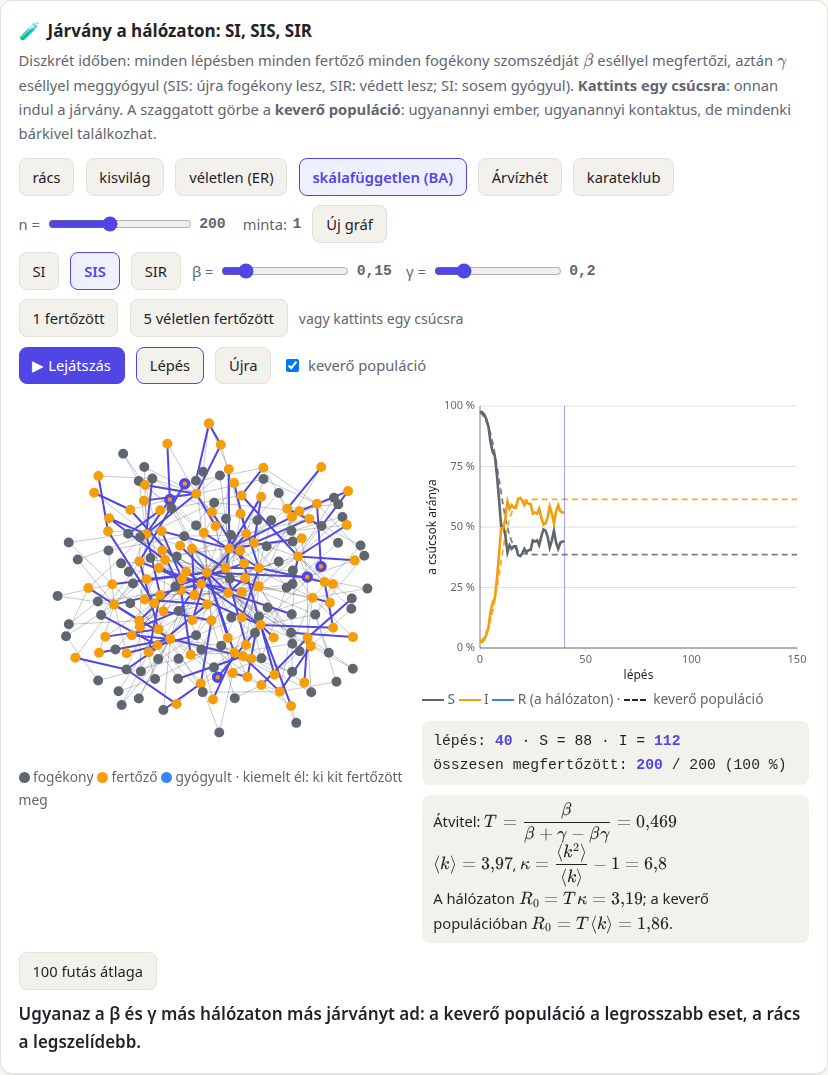 🧪 Járvány a hálózaton: SI, SIS, SIR
Diszkrét időben: minden lépésben minden fertőző minden fogékony szomszédját β eséllyel megfertőzi, aztán γ
eséllyel meggyógyul (SIS: újra fogékony lesz, SIR: védett lesz; SI: sosem gyógyul). Kattints egy csúcsra: onnan
indul a járvány. A szaggatott görbe a keverő populáció: ugyanannyi ember, ugyanannyi kontaktus, de mindenki
bárkivel találkozhat.
rács kisvilág véletlen (ER) skálafüggetlen (BA) Árvízhét karateklub
n = 200 minta: 1 Új gráf
SI SIS SIR β = 0,15 γ = 0,2
1 fertőzött 5 véletlen fertőzött vagy kattints egy csúcsra
▶ Lejátszás Lépés Újra keverő populáció
100 %
75 %
50 %
25 %
0 %
a csúcsok aránya
0 50 100 150
lépés
S I R (a hálózaton) · keverő populáció
fogékony fertőző gyógyult · kiemelt él: ki kit fertőzött
meg
lépés: 40 · S = 88 · I = 112
összesen megfertőzött: 200 / 200 (100 %)
Átvitel: T = β / (β + γ − βγ) = 0,469
⟨k⟩ = 3,97, κ = ⟨k²⟩ / ⟨k⟩ − 1 = 6,8
A hálózaton R₀ = T κ = 3,19; a keverő
populációban R₀ = T ⟨k⟩ = 1,86.
100 futás átlaga
Ugyanaz a β és γ más hálózaton más járványt ad: a keverő populáció a legrosszabb eset, a rács
a legszelídebb.